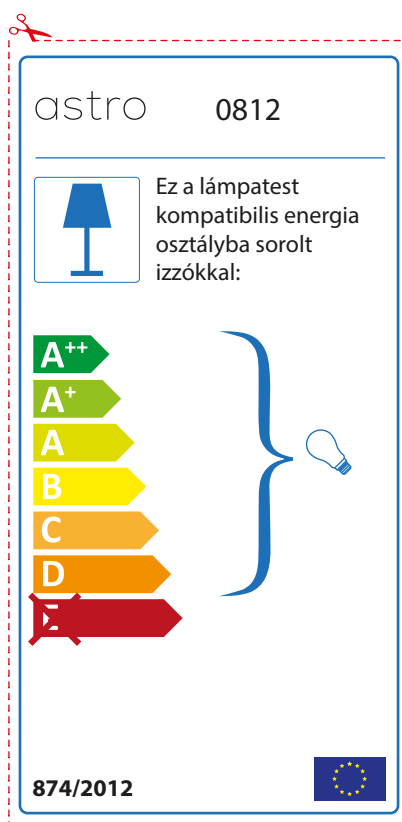 astro 0812
Ez a lámpatest
kompatibilis energia
osztályba sorolt
izzókkal:
A++
A+
A
B
C
D
E
874/2012